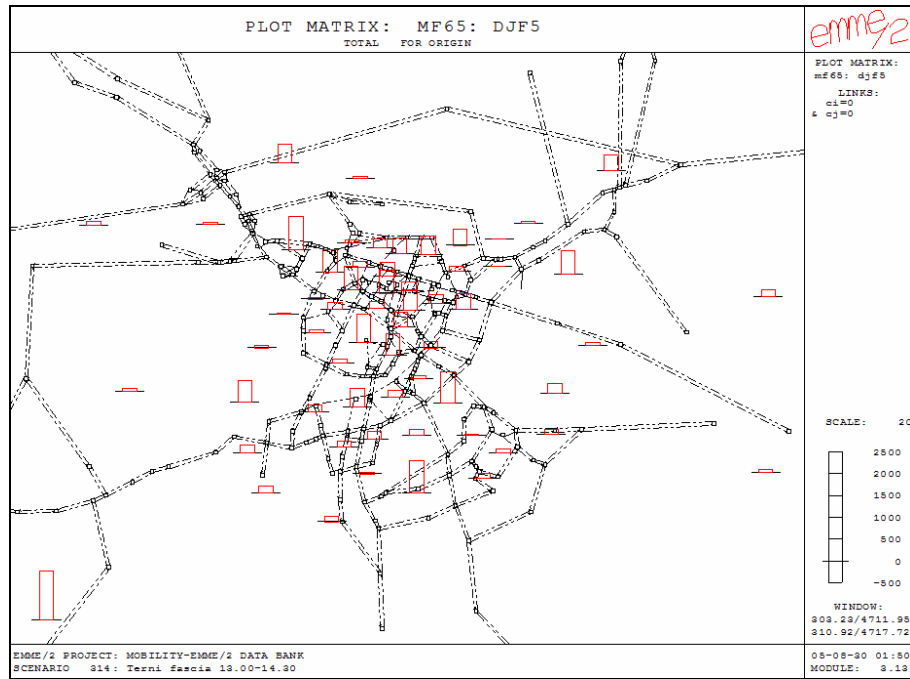 PLOT MATRIX: MF65: DJF5
TOTAL FOR ORIGIN
emme/2
PLOT MATRIX:
mf65: djf5
LINKS:
ci=0
& cj=0
SCALE: 20
2500
2000
1500
1000
500
0
-500
WINDOW:
303.23/4711.95
310.92/4717.72
EMME/2 PROJECT: MOBILITY-EMME/2 DATA BANK
SCENARIO 314: Terni fascia 13.00-14.30
05-08-30 01:50
MODULE: 3.13